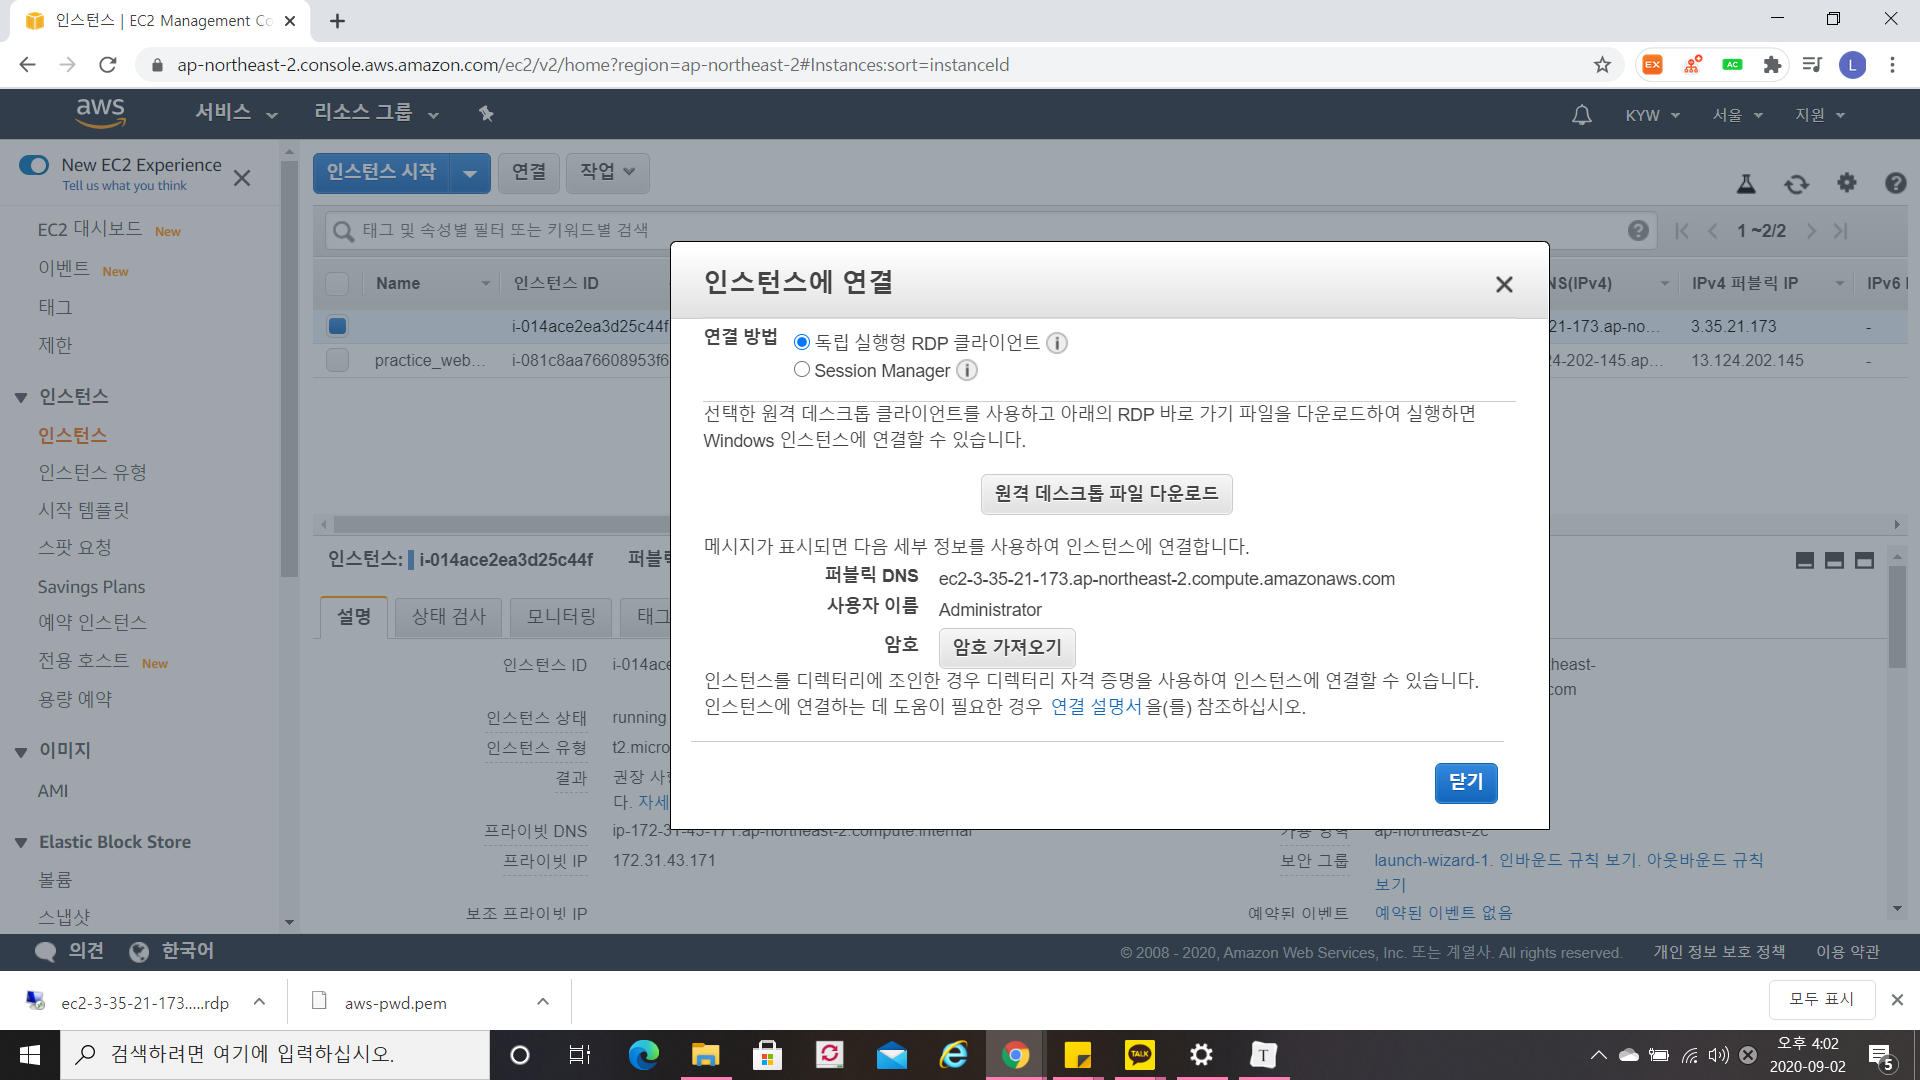 인스턴스 | EC2 Management Co
ap-northeast-2.console.aws.amazon.com/ec2/v2/home?region=ap-northeast-2#Instances:sort=instanceId
EX
AC
L
aws
서비스
리소스 그룹
KYW
서울
지원
New EC2 Experience
Tell us what you think
EC2 대시보드 New
이벤트 New
태그
제한
인스턴스
인스턴스
인스턴스 유형
시작 템플릿
스팟 요청
Savings Plans
예약 인스턴스
전용 호스트 New
용량 예약
이미지
AMI
Elastic Block Store
볼륨
스냅샷
인스턴스 시작
연결
작업
태그 및 속성별 필터 또는 키워드별 검색
1 ~2/2
Name
인스턴스 ID
NS(IPv4)
IPv4 퍼블릭 IP
IPv6 I
i-014ace2ea3d25c44f
21-173.ap-no...
3.35.21.173
-
practice_web...
i-081c8aa76608953f6
24-202-145.ap...
13.124.202.145
-
인스턴스에 연결
연결 방법
독립 실행형 RDP 클라이언트
Session Manager
선택한 원격 데스크톱 클라이언트를 사용하고 아래의 RDP 바로 가기 파일을 다운로드하여 실행하면
Windows 인스턴스에 연결할 수 있습니다.
원격 데스크톱 파일 다운로드
메시지가 표시되면 다음 세부 정보를 사용하여 인스턴스에 연결합니다.
퍼블릭 DNS ec2-3-35-21-173.ap-northeast-2.compute.amazonaws.com
사용자 이름 Administrator
암호 암호 가져오기
인스턴스를 디렉터리에 조인한 경우 디렉터리 자격 증명을 사용하여 인스턴스에 연결할 수 있습니다.
인스턴스에 연결하는 데 도움이 필요한 경우 연결 설명서을(를) 참조하십시오.
닫기
인스턴스: i-014ace2ea3d25c44f
설명
상태 검사
모니터링
태그
인스턴스 ID i-014ace
heast-
com
인스턴스 상태 running
인스턴스 유형 t2.micro
결과 권장 사
다. 자세
프라이빗 DNS ip-172-31-43-171.ap-northeast-2.compute.internal
가용 영역 ap-northeast-2c
프라이빗 IP 172.31.43.171
보안 그룹 launch-wizard-1. 인바운드 규칙 보기. 아웃바운드 규칙
보기
보조 프라이빗 IP
예약된 이벤트 예약된 이벤트 없음
의견
한국어
© 2008 - 2020, Amazon Web Services, Inc. 또는 계열사. All rights reserved.
개인 정보 보호 정책
이용 약관
ec2-3-35-21-173.....rdp
aws-pwd.pem
모두 표시
검색하려면 여기에 입력하십시오.
TALK
T
오후 4:02
2020-09-02
5